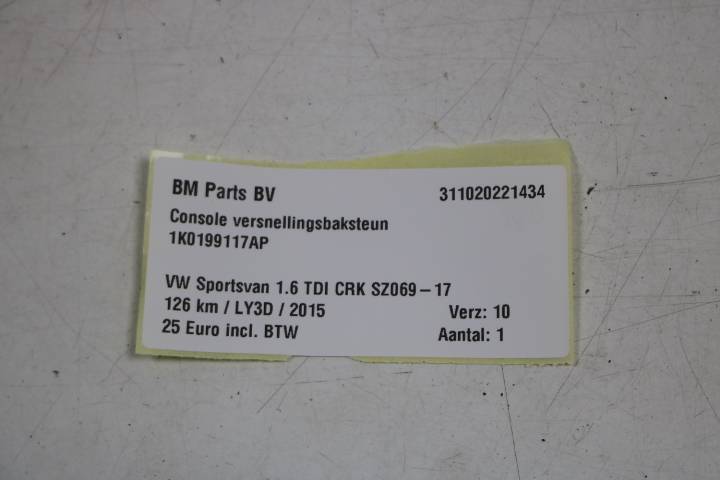 BM Parts BV 311020221434
Console versnellingsbaksteun
1K0199117AP
VW Sportsvan 1.6 TDI CRK SZ069-17
126 km / LY3D / 2015 Verz: 10
25 Euro incl. BTW Aantal: 1